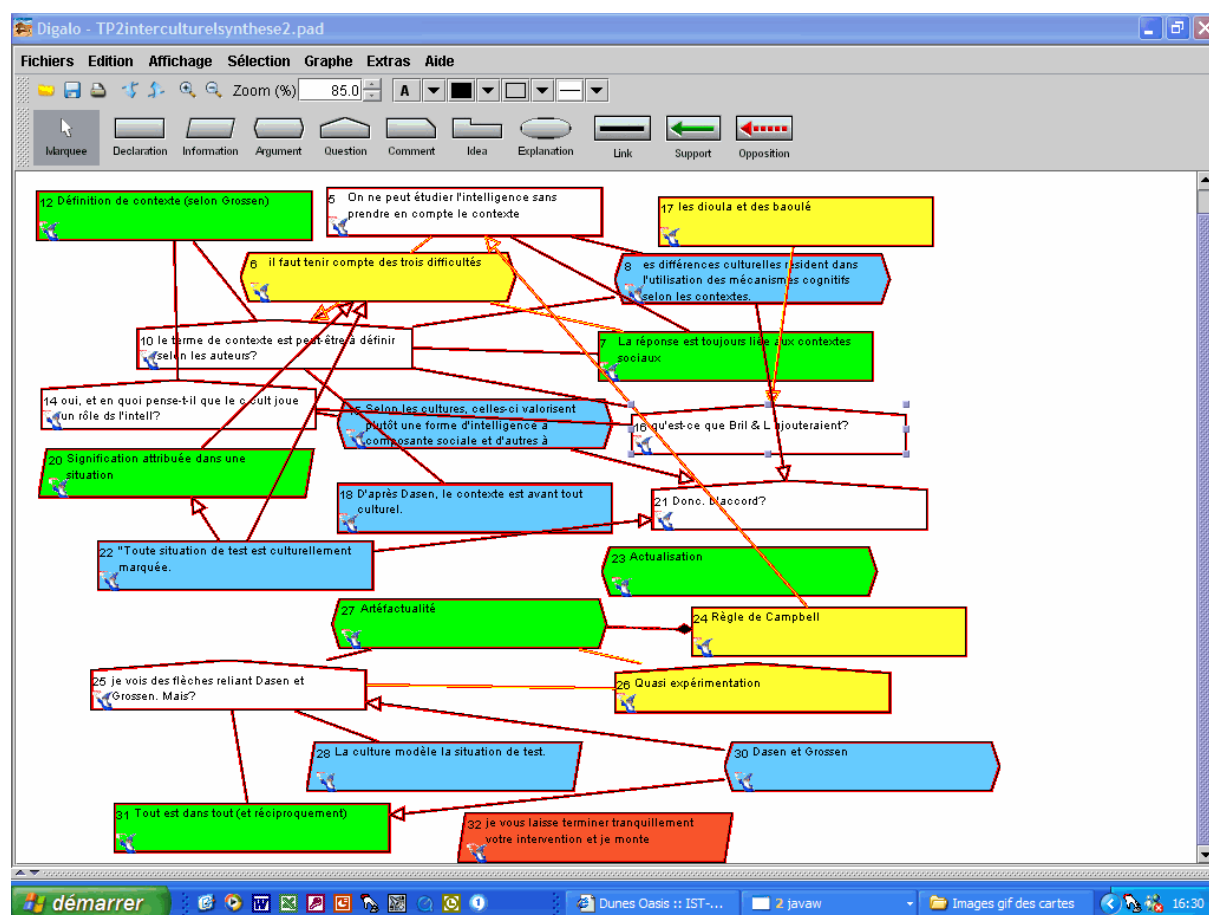 Digalo - TP2interculturelsynthese2.pad
Fichiers Edition Affichage Sélection Graphe Extras Aide
Zoom (%) 85.0 A
Marquee Declaration Information Argument Question Comment Idea Explanation Link Support Opposition
12 Définition de contexte (selon Grossen)
5 On ne peut étudier l'intelligence sans
prendre en compte le contexte
17 les dioula et des baoulé
6 il faut tenir compte des trois difficultés
8 es différences culturelles résident dans
l'utilisation des mécanismes cognitifs
selon les contextes.
10 le terme de contexte est peut-être à définir
selon les auteurs?
7 La réponse est toujours liée aux contextes
sociaux
14 oui, et en quoi pense-t-il que le c cult joue
un rôle ds l'intell?
15 Selon les cultures, celles-ci valorisent
plutôt une forme d'intelligence à
composante sociale et d'autres à
16 qu'est-ce que Bril & L ajouteraient?
20 Signification attribuée dans une
situation
18 D'après Dasen, le contexte est avant tout
culturel.
21 Donc. D'accord?
22 "Toute situation de test est culturellement
marquée.
23 Actualisation
27 Artéfactualité
24 Règle de Campbell
25 je vois des flèches reliant Dasen et
Grossen. Mais?
26 Quasi expérimentation
28 La culture modèle la situation de test.
30 Dasen et Grossen
31 Tout est dans tout (et réciproquement)
32 je vous laisse terminer tranquillement
votre intervention et je monte
démarrer Dunes Oasis :: IST-... 2 javaw Images gif des cartes 16:30